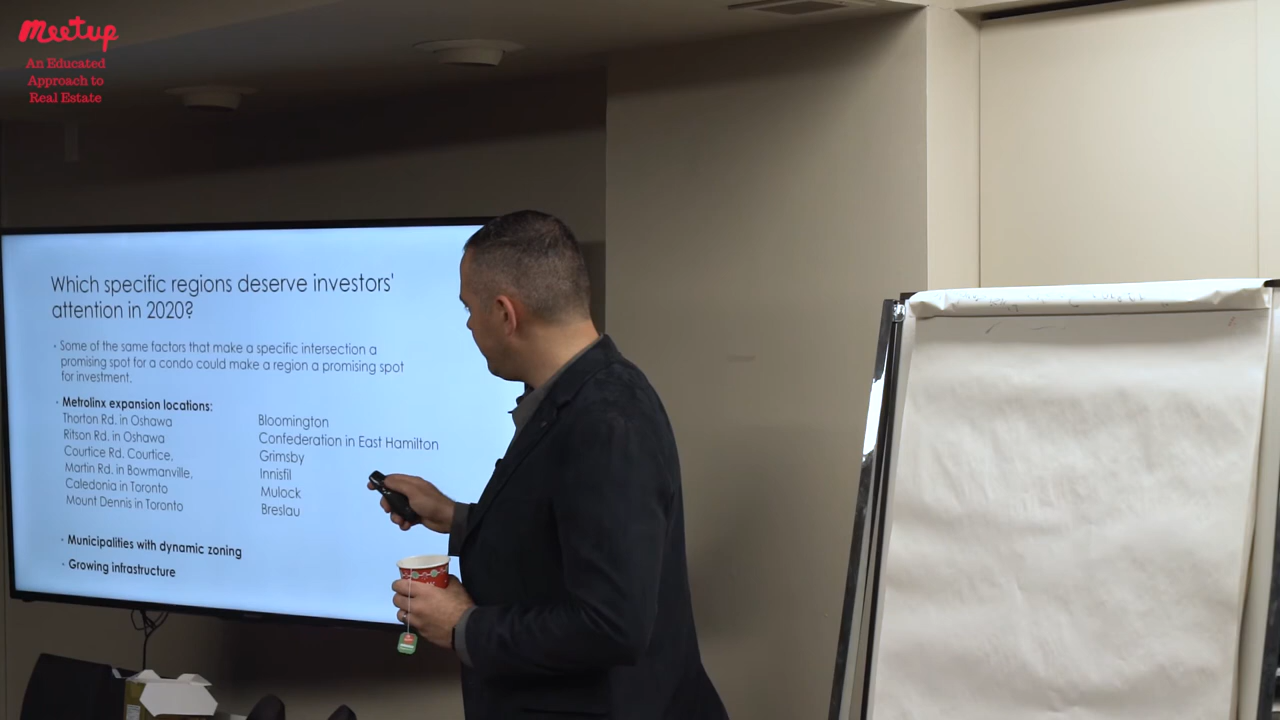 Meetup
An Educated
Approach to
Real Estate
Which specific regions deserve investors'
attention in 2020?
· Some of the same factors that make a specific intersection a
promising spot for a condo could make a region a promising spot
for investment.
· Metrolinx expansion locations:
Thorton Rd. in Oshawa
Ritson Rd. in Oshawa
Courtice Rd. Courtice,
Martin Rd. in Bowmanville,
Caledonia in Toronto
Mount Dennis in Toronto
Bloomington
Confederation in East Hamilton
Grimsby
Innisfil
Mulock
Breslau
· Municipalities with dynamic zoning
· Growing infrastructure